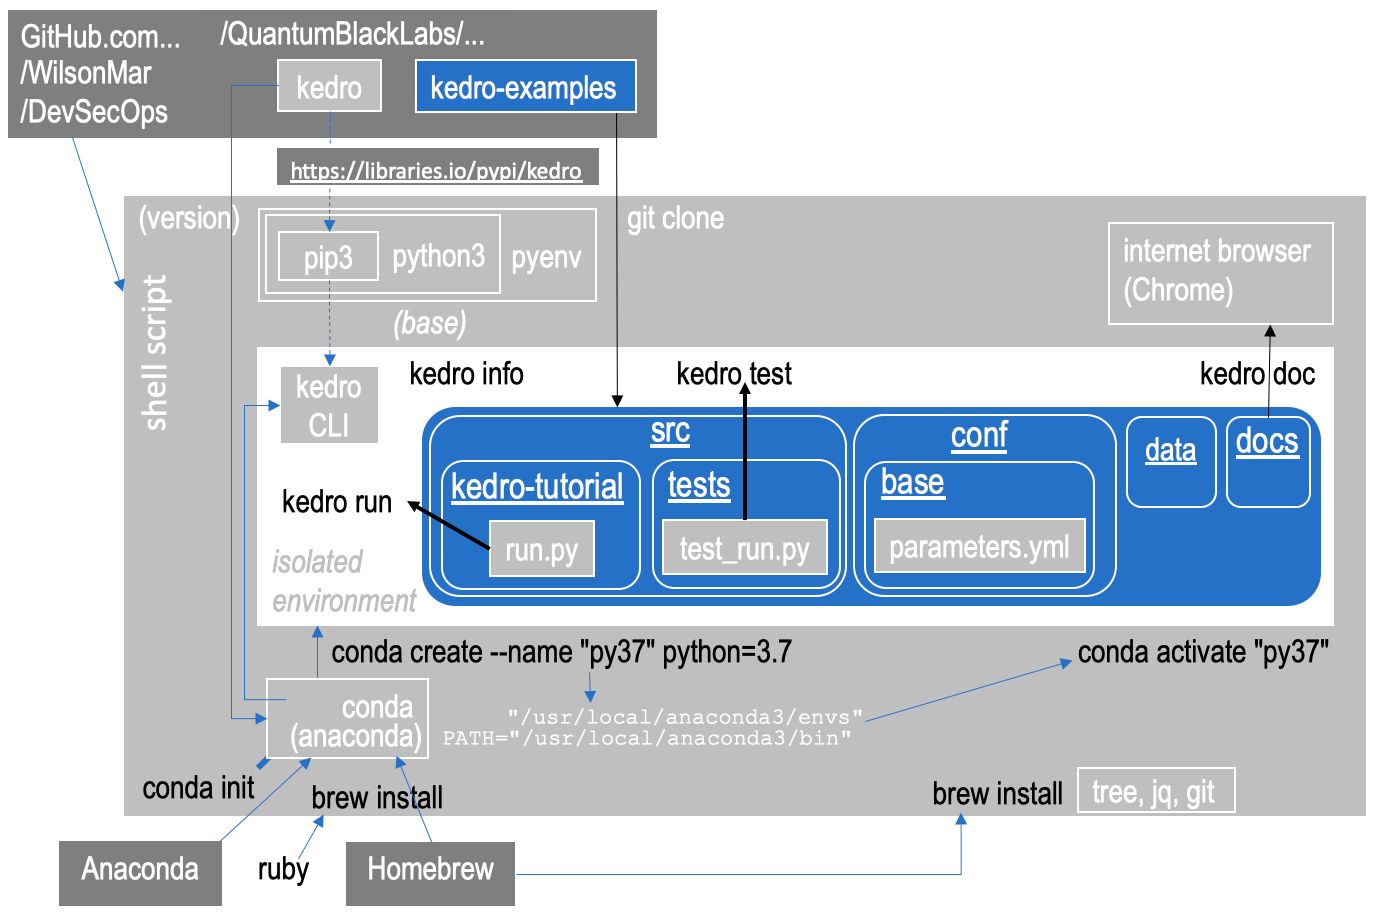 GitHub.com...
/WilsonMar
/DevSecOps
/QuantumBlackLabs/...
kedro
kedro-examples
https://libraries.io/pypi/kedro
(version)
pip3
python3
pyenv
git clone
internet browser
(Chrome)
shell script
(base)
kedro
CLI
kedro info
kedro test
kedro doc
src
conf
data
docs
kedro-tutorial
tests
base
kedro run
run.py
test_run.py
parameters.yml
isolated
environment
conda create --name "py37" python=3.7
conda activate "py37"
conda
(anaconda)
"/usr/local/anaconda3/envs"
PATH="/usr/local/anaconda3/bin"
conda init
brew install
brew install
tree, jq, git
Anaconda
ruby
Homebrew